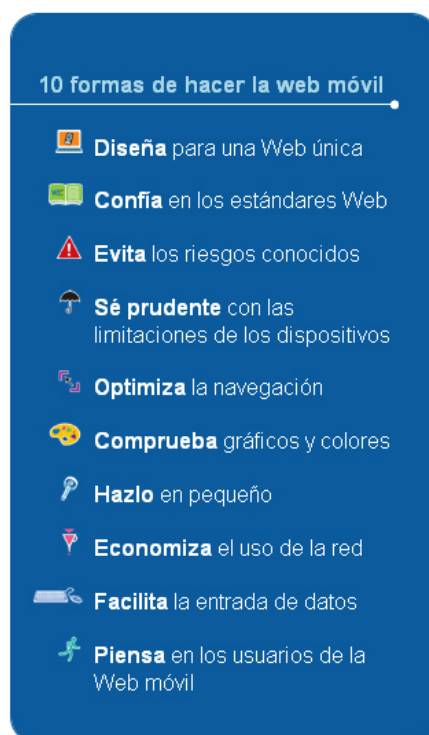 10 formas de hacer la web móvil
Diseña para una Web única
Confía en los estándares Web
Evita los riesgos conocidos
Sé prudente con las
limitaciones de los dispositivos
Optimiza la navegación
Comprueba gráficos y colores
Hazlo en pequeño
Economiza el uso de la red
Facilita la entrada de datos
Piensa en los usuarios de la
Web móvil